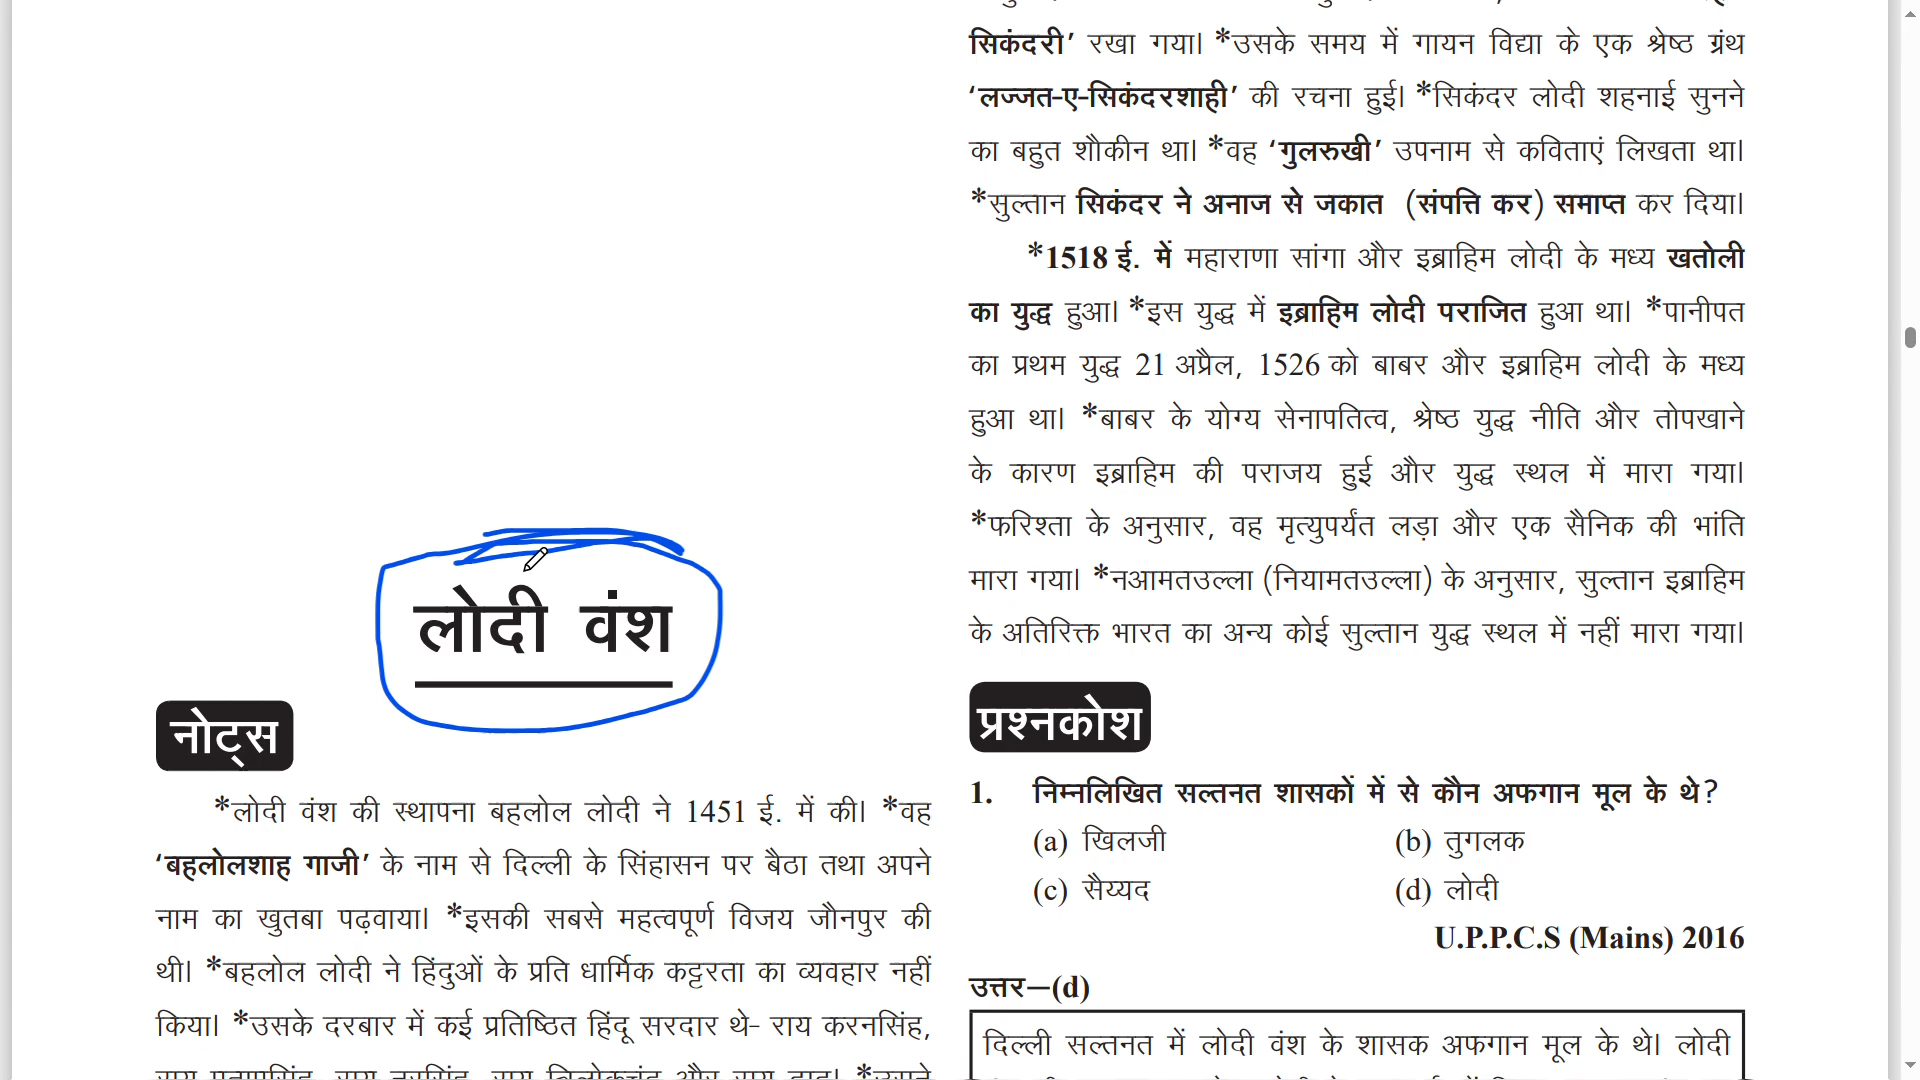 लोदी वंश
नोट्स
*लोदी वंश की स्थापना बहलोल लोदी ने 1451 ई. में की। *वह
‘बहलोलशाह गाजी’ के नाम से दिल्ली के सिंहासन पर बैठा तथा अपने
नाम का खुतबा पढ़वाया। *इसकी सबसे महत्वपूर्ण विजय जौनपुर की
थी। *बहलोल लोदी ने हिंदुओं के प्रति धार्मिक कट्टरता का व्यवहार नहीं
किया। *उसके दरबार में कई प्रतिष्ठित हिंदू सरदार थे- राय करनसिंह,
सिकंदरी’ रखा गया। *उसके समय में गायन विद्या के एक श्रेष्ठ ग्रंथ
‘लज्जत-ए-सिकंदरशाही’ की रचना हुई। *सिकंदर लोदी शहनाई सुनने
का बहुत शौकीन था। *वह ‘गुलरुखी’ उपनाम से कविताएं लिखता था।
*सुल्तान सिकंदर ने अनाज से जकात (संपत्ति कर) समाप्त कर दिया।
*1518 ई. में महाराणा सांगा और इब्राहिम लोदी के मध्य खतोली
का युद्ध हुआ। *इस युद्ध में इब्राहिम लोदी पराजित हुआ था। *पानीपत
का प्रथम युद्ध 21 अप्रैल, 1526 को बाबर और इब्राहिम लोदी के मध्य
हुआ था। *बाबर के योग्य सेनापतित्व, श्रेष्ठ युद्ध नीति और तोपखाने
के कारण इब्राहिम की पराजय हुई और युद्ध स्थल में मारा गया।
*फरिश्ता के अनुसार, वह मृत्युपर्यंत लड़ा और एक सैनिक की भांति
मारा गया। *नआमतउल्ला (नियामतउल्ला) के अनुसार, सुल्तान इब्राहिम
के अतिरिक्त भारत का अन्य कोई सुल्तान युद्ध स्थल में नहीं मारा गया।
प्रश्नकोश
1. निम्नलिखित सल्तनत शासकों में से कौन अफगान मूल के थे?
(a) खिलजी (b) तुगलक
(c) सैय्यद (d) लोदी
U.P.P.C.S (Mains) 2016
उत्तर—(d)
दिल्ली सल्तनत में लोदी वंश के शासक अफगान मूल के थे। लोदी